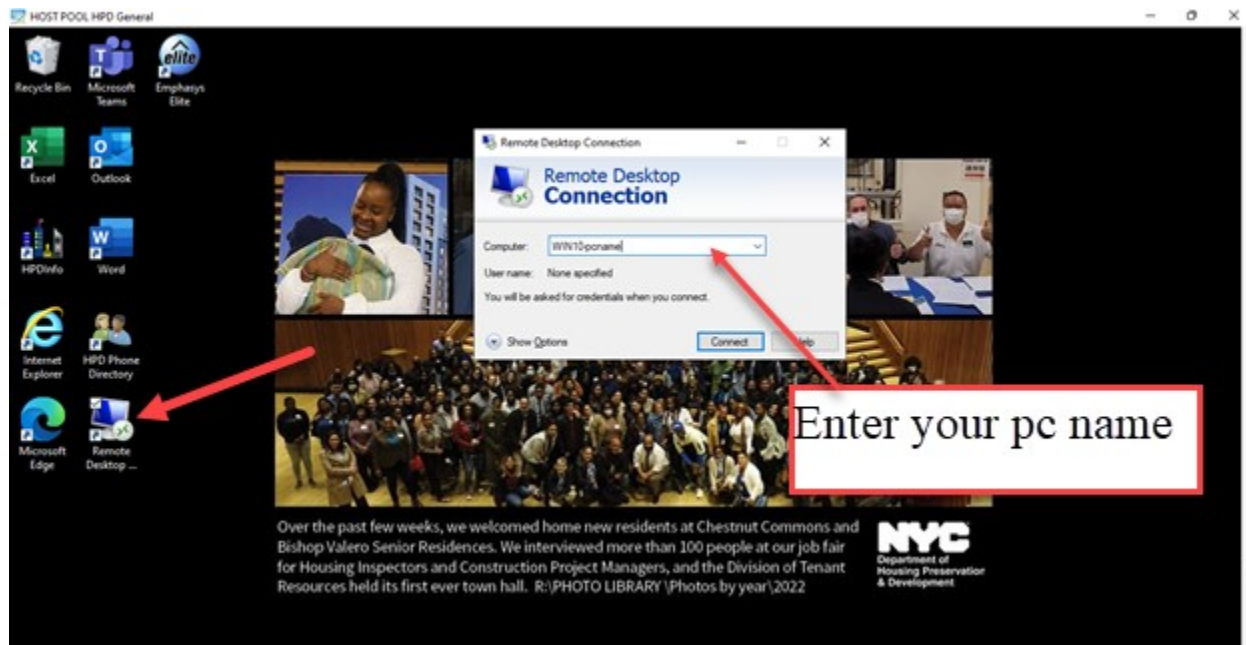 HOST POOL HPD General
Recycle Bin
Microsoft
Teams
Emphasys
Elite
elite
Excel
Outlook
HPDInfo
Word
Internet
Explorer
HPD Phone
Directory
Microsoft
Edge
Remote
Desktop ...
Remote Desktop Connection
Remote Desktop
Connection
Computer: WIN10-pcname
User name: None specified
You will be asked for credentials when you connect.
Show Options
Connect
Help
Enter your pc name
Over the past few weeks, we welcomed home new residents at Chestnut Commons and
Bishop Valero Senior Residences. We interviewed more than 100 people at our job fair
for Housing Inspectors and Construction Project Managers, and the Division of Tenant
Resources held its first ever town hall. R:\PHOTO LIBRARY \Photos by year\2022
NYC
Department of
Housing Preservation
& Development